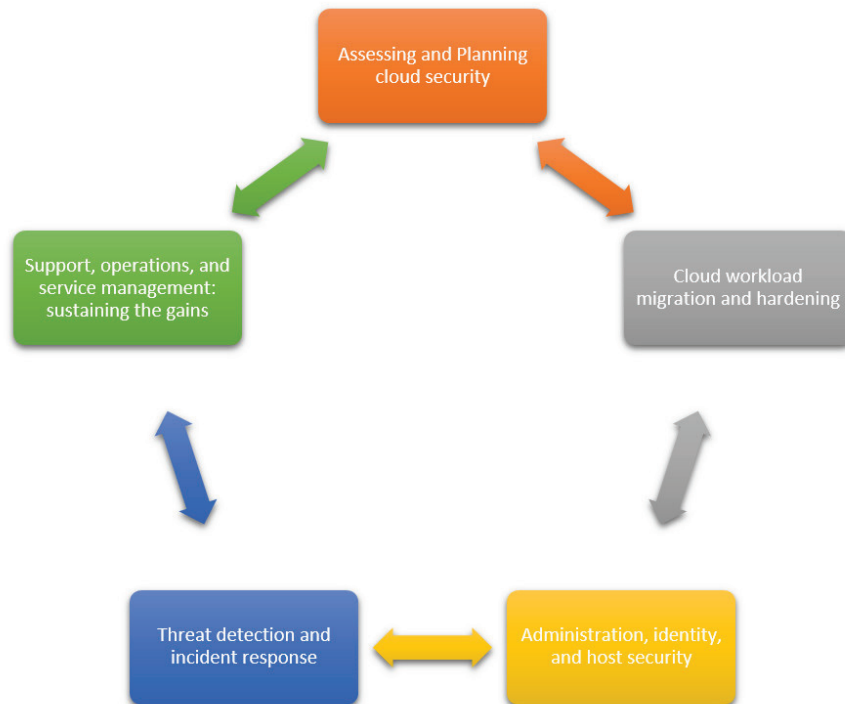 Assessing and Planning
cloud security
Support, operations, and
service management:
sustaining the gains
Cloud workload
migration and hardening
Threat detection and
incident response
Administration, identity,
and host security